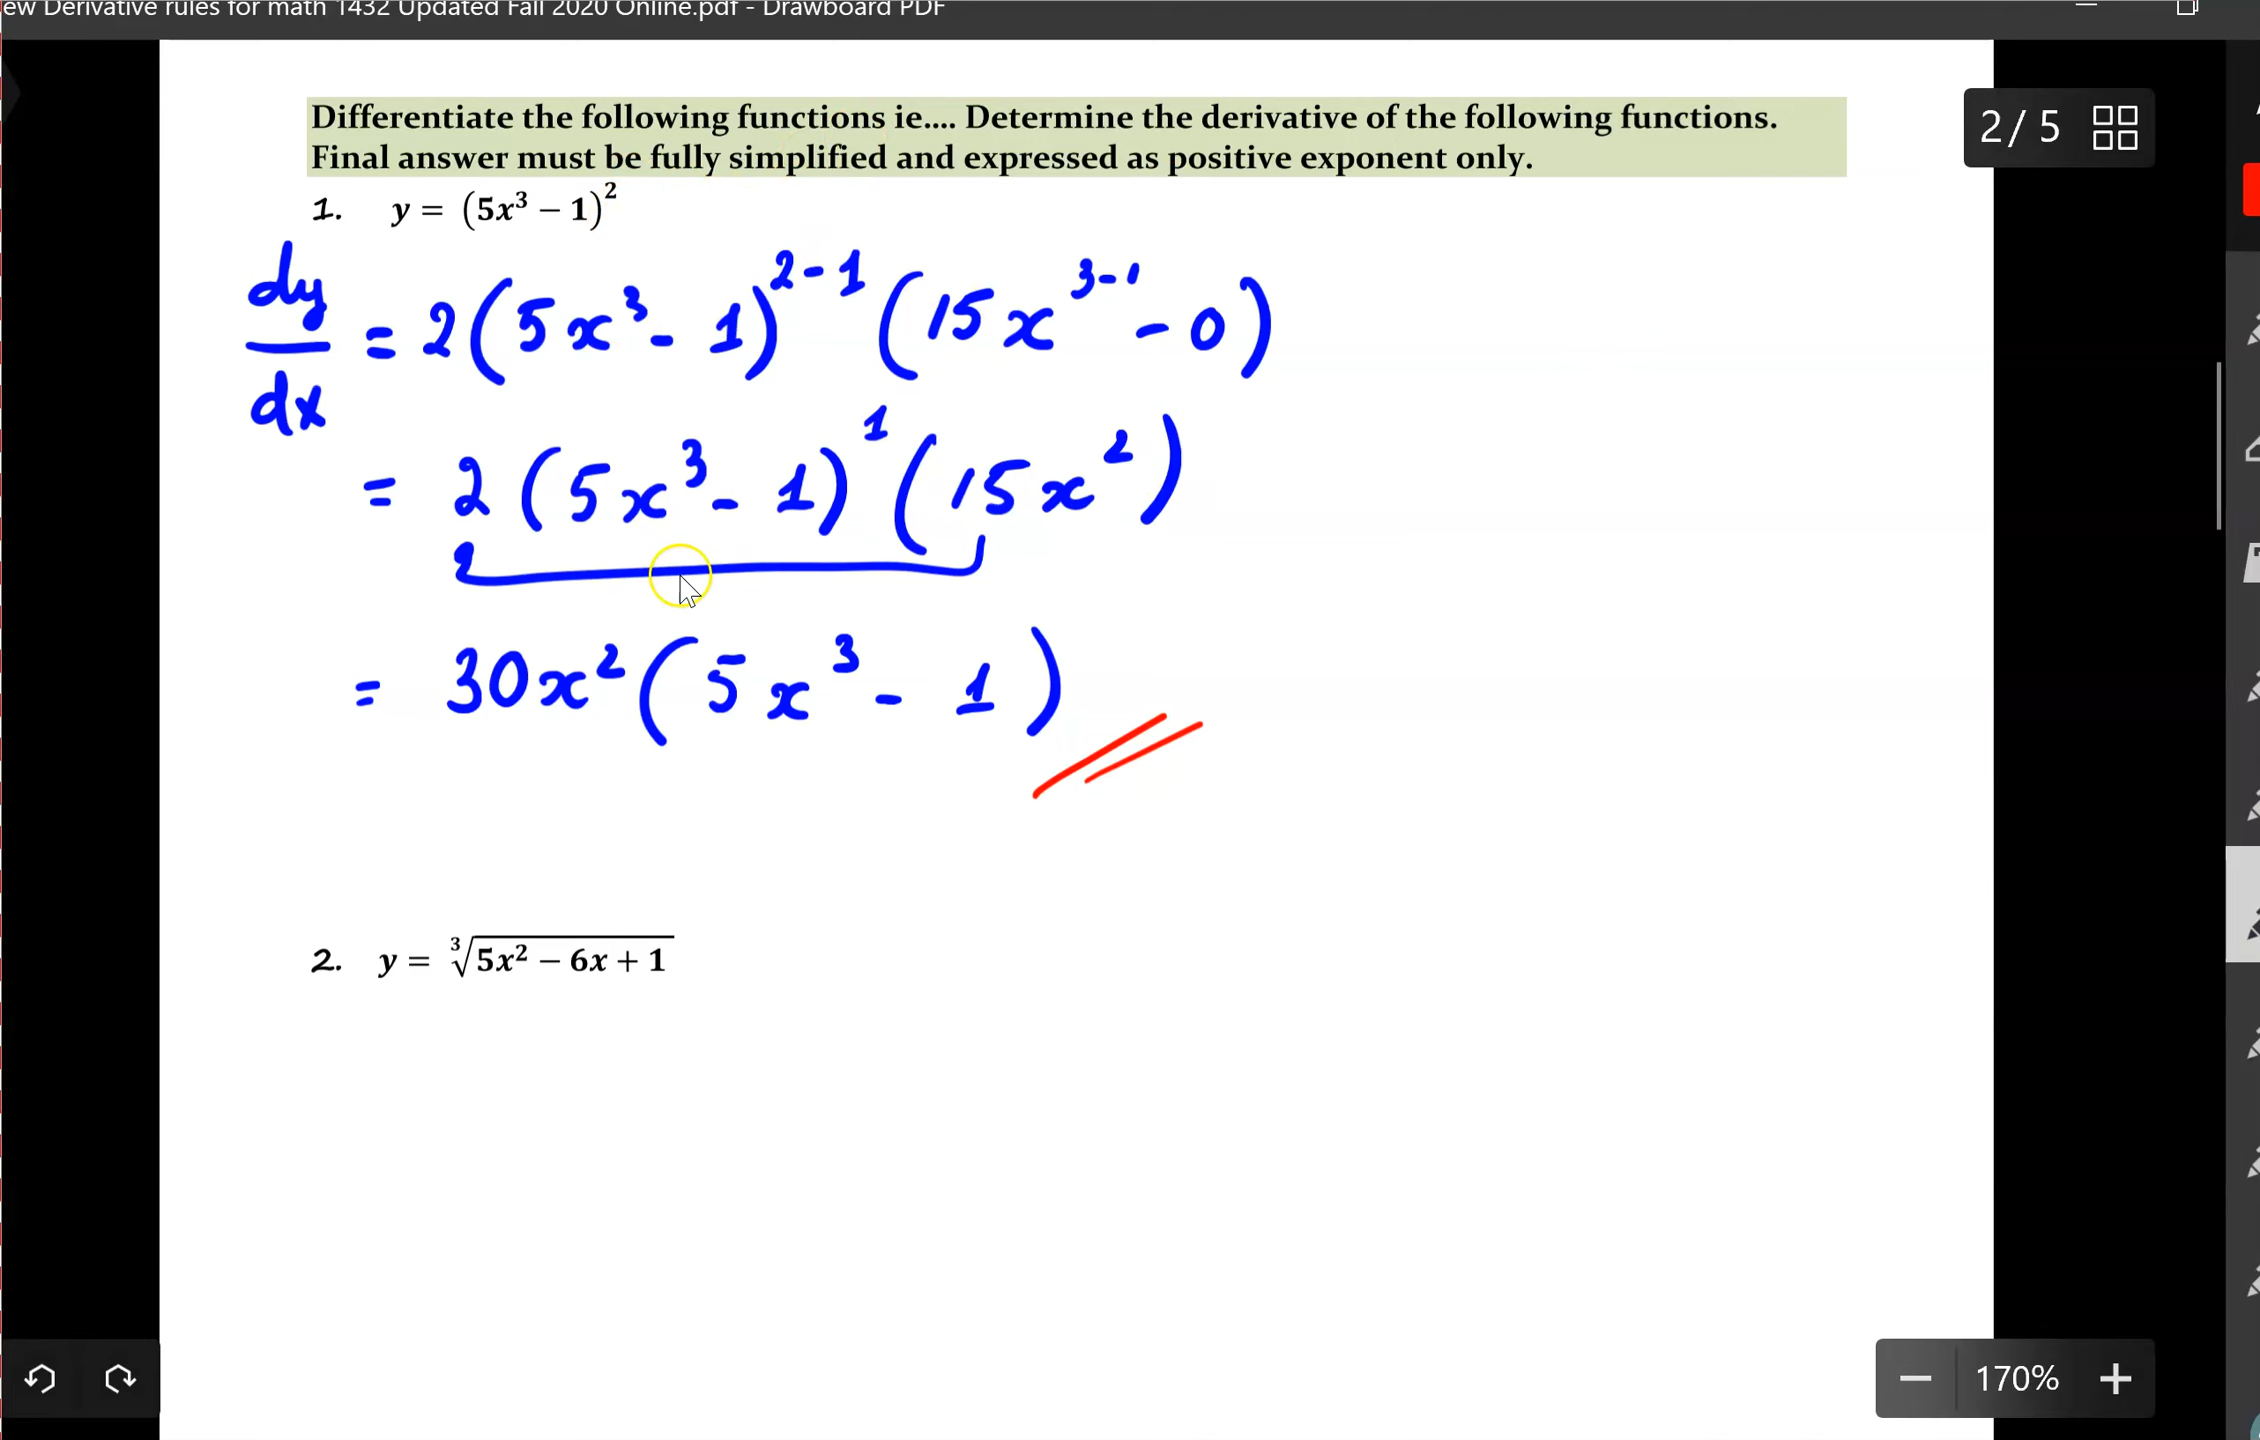 ew Derivative rules for math 1432 Updated Fall 2020 Online.pdf - Drawboard PDF
2 / 5
Differentiate the following functions ie.... Determine the derivative of the following functions.
Final answer must be fully simplified and expressed as positive exponent only.
1. y = (5x³ − 1)²
dy/dx = 2(5x³ - 1)²⁻¹ (15x³⁻¹ - 0)
= 2(5x³ - 1)¹ (15x²)
= 30x² (5x³ - 1)
2. y = ∛(5x² − 6x + 1)
170%